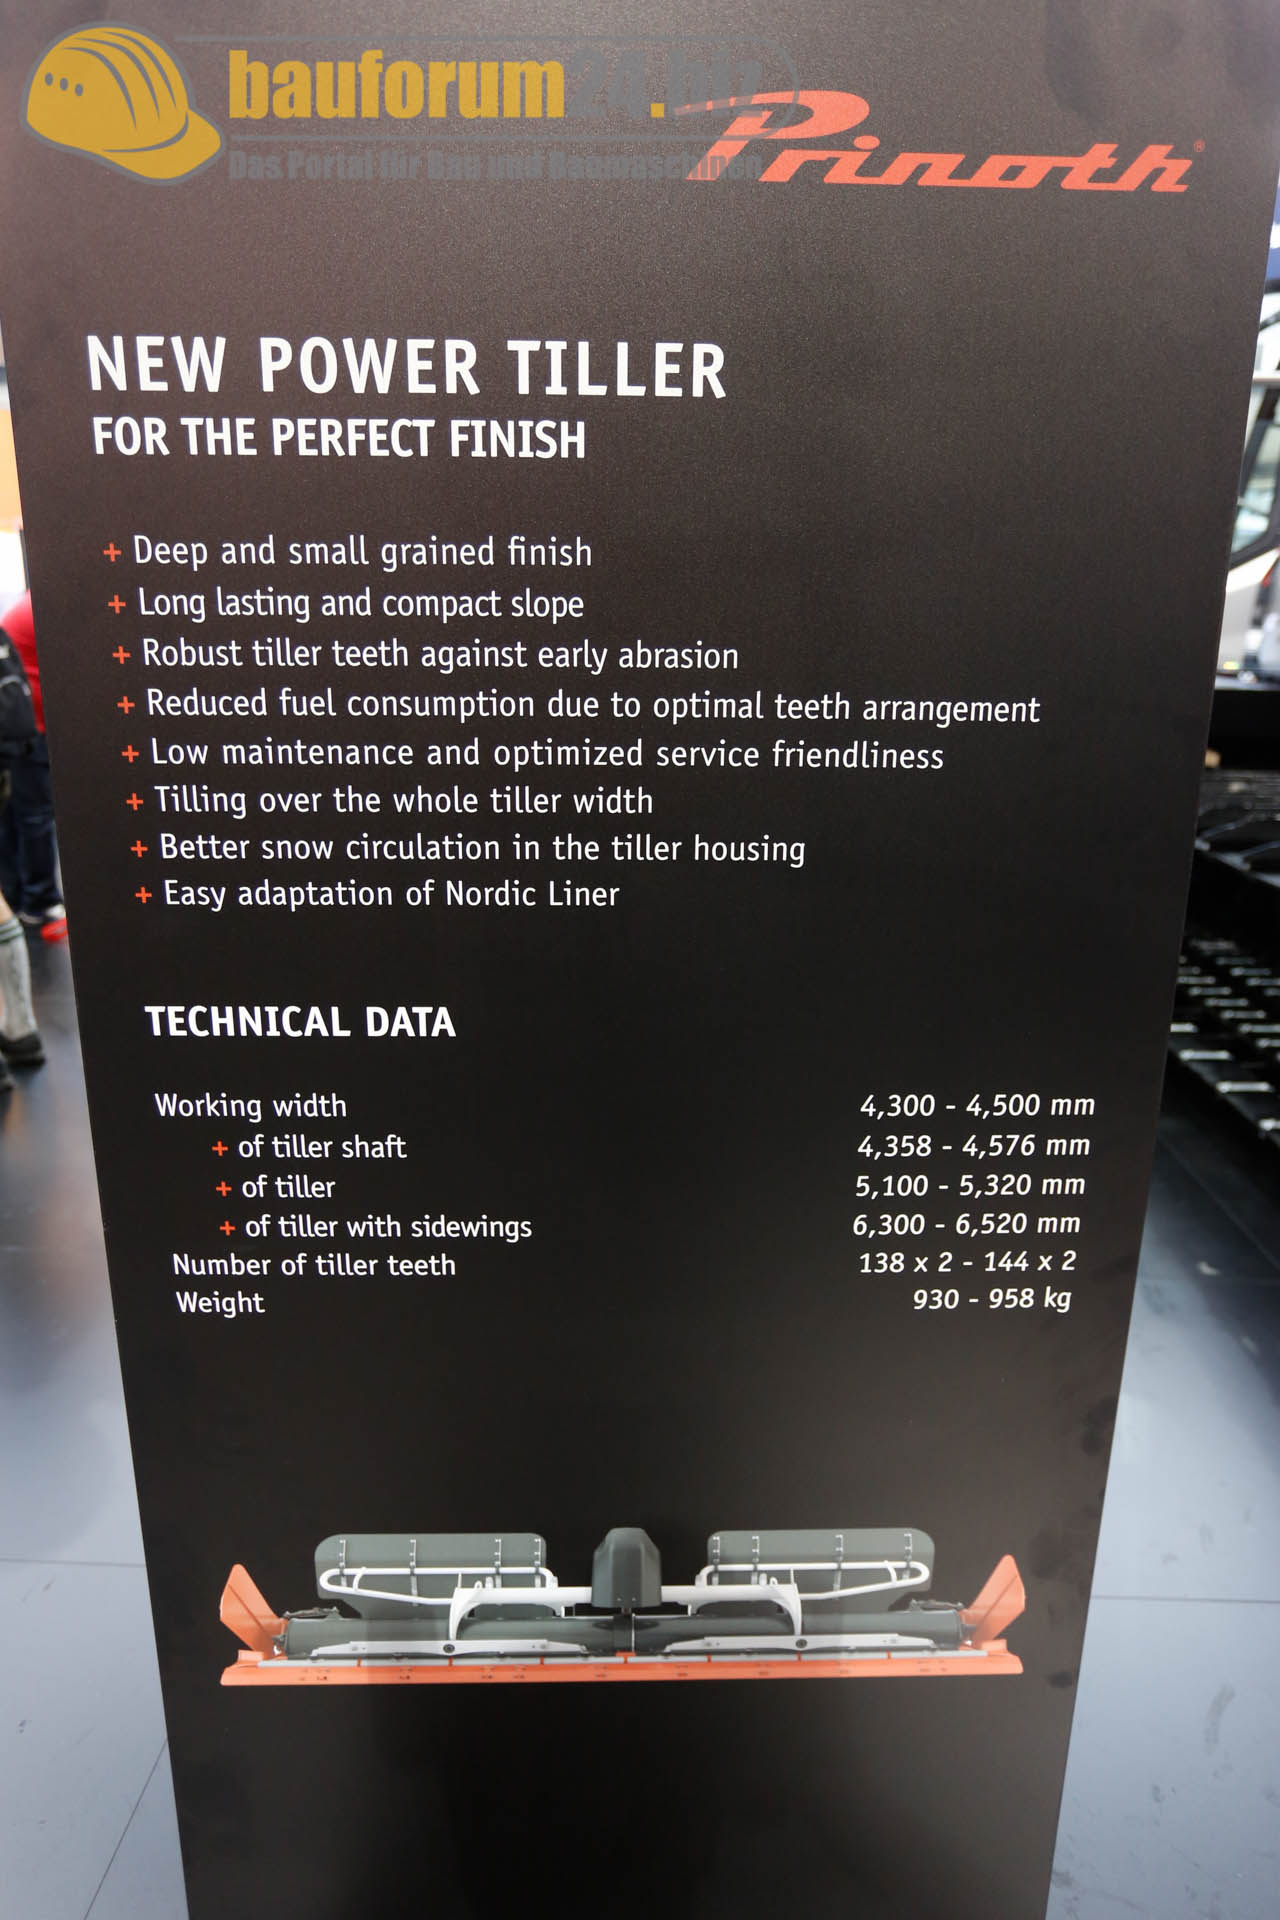 bauforum24.biz
Das Portal für Bau und Baumaschinen
Prinoth®
NEW POWER TILLER
FOR THE PERFECT FINISH
+ Deep and small grained finish
+ Long lasting and compact slope
+ Robust tiller teeth against early abrasion
+ Reduced fuel consumption due to optimal teeth arrangement
+ Low maintenance and optimized service friendliness
+ Tilling over the whole tiller width
+ Better snow circulation in the tiller housing
+ Easy adaptation of Nordic Liner
TECHNICAL DATA
Working width 4,300 - 4,500 mm
+ of tiller shaft 4,358 - 4,576 mm
+ of tiller 5,100 - 5,320 mm
+ of tiller with sidewings 6,300 - 6,520 mm
Number of tiller teeth 138 x 2 - 144 x 2
Weight 930 - 958 kg